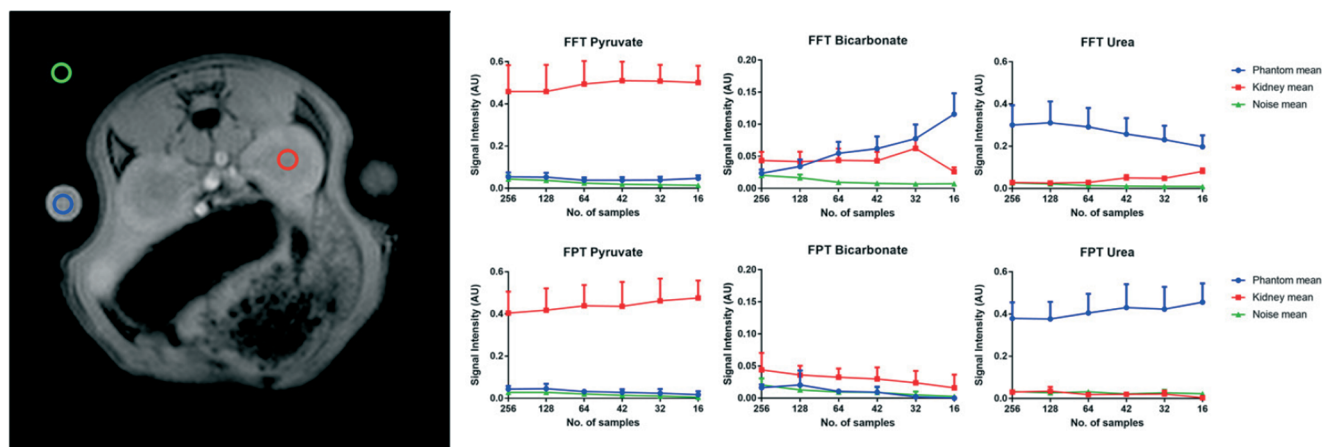 FFT Pyruvate
Signal Intensity (AU)
0.6
0.4
0.2
0.0
256 128 64 42 32 16
No. of samples
FFT Bicarbonate
Signal Intensity (AU)
0.20
0.15
0.10
0.05
0.00
256 128 64 42 32 16
No. of samples
FFT Urea
Signal Intensity (AU)
0.6
0.4
0.2
0.0
256 128 64 42 32 16
No. of samples
Phantom mean
Kidney mean
Noise mean
FPT Pyruvate
Signal Intensity (AU)
0.6
0.4
0.2
0.0
256 128 64 42 32 16
No. of samples
FPT Bicarbonate
Signal Intensity (AU)
0.20
0.15
0.10
0.05
0.00
256 128 64 42 32 16
No. of samples
FPT Urea
Signal Intensity (AU)
0.6
0.4
0.2
0.0
256 128 64 42 32 16
No. of samples
Phantom mean
Kidney mean
Noise mean